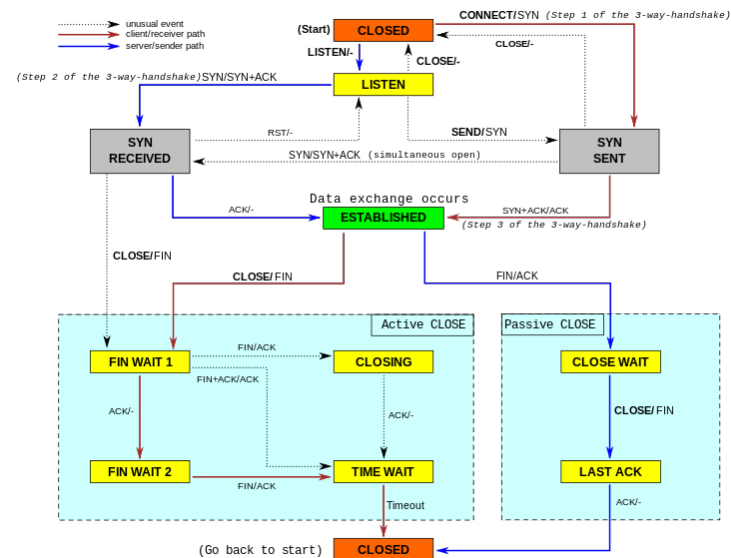 unusual event
client/receiver path
server/sender path
(Start)
CLOSED
CONNECT/SYN (Step 1 of the 3-way-handshake)
LISTEN/-
CLOSE/-
CLOSE/-
(Step 2 of the 3-way-handshake)SYN/SYN+ACK
LISTEN
RST/-
SEND/SYN
SYN
RECEIVED
SYN
SENT
SYN/SYN+ACK (simultaneous open)
Data exchange occurs
ESTABLISHED
ACK/-
SYN+ACK/ACK
(Step 3 of the 3-way-handshake)
CLOSE/FIN
CLOSE/FIN
FIN/ACK
Active CLOSE
Passive CLOSE
FIN WAIT 1
FIN/ACK
CLOSING
CLOSE WAIT
FIN+ACK/ACK
ACK/-
ACK/-
CLOSE/FIN
FIN WAIT 2
FIN/ACK
TIME WAIT
LAST ACK
Timeout
ACK/-
(Go back to start)
CLOSED